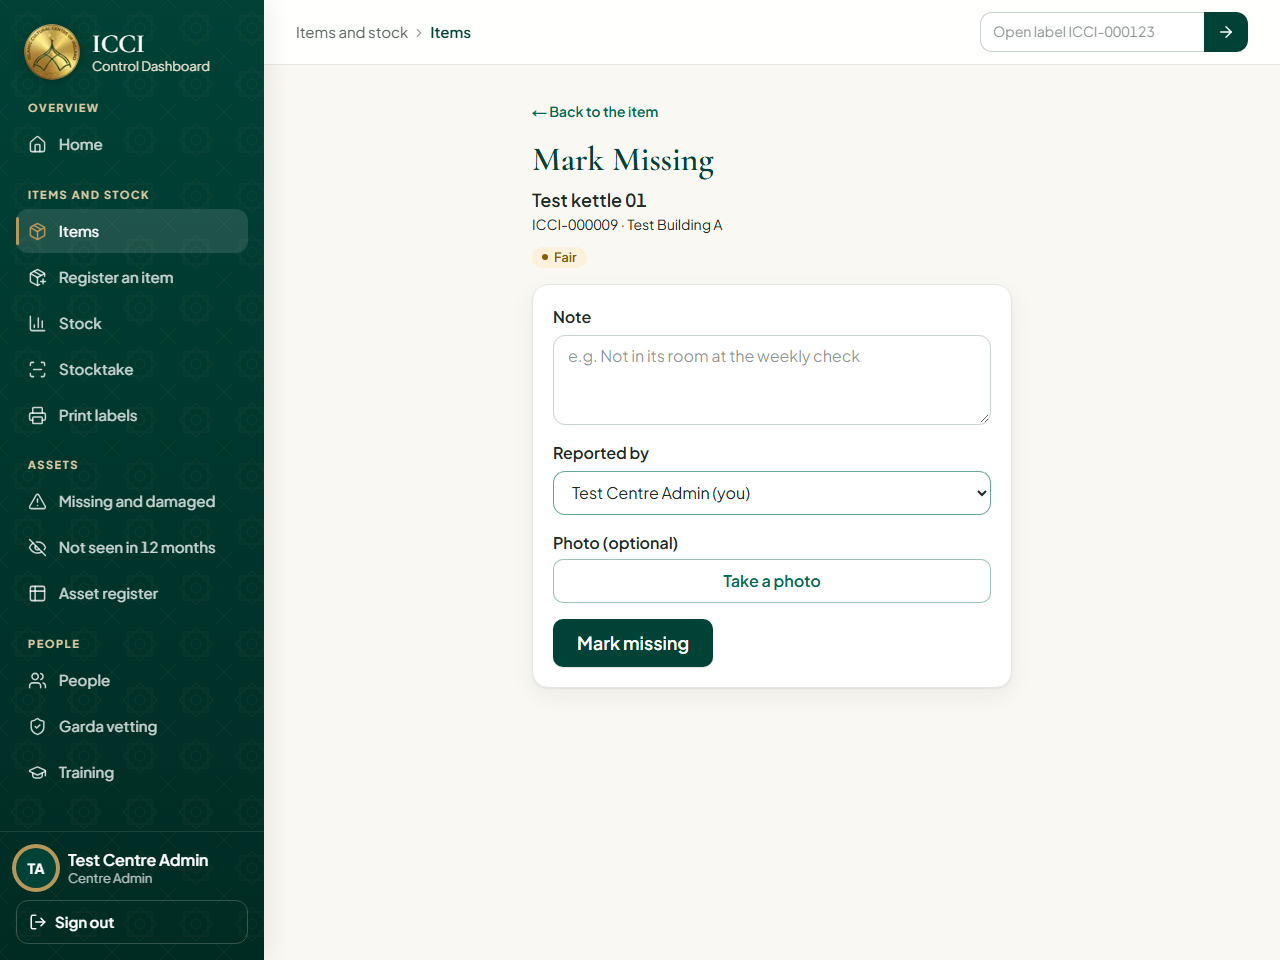 ICCI
Control Dashboard
OVERVIEW
Home
ITEMS AND STOCK
Items
Register an item
Stock
Stocktake
Print labels
ASSETS
Missing and damaged
Not seen in 12 months
Asset register
PEOPLE
People
Garda vetting
Training
TA
Test Centre Admin
Centre Admin
Sign out
Items and stock › Items
Open label ICCI-000123
← Back to the item
Mark Missing
Test kettle 01
ICCI-000009 · Test Building A
Fair
Note
e.g. Not in its room at the weekly check
Reported by
Test Centre Admin (you)
Photo (optional)
Take a photo
Mark missing